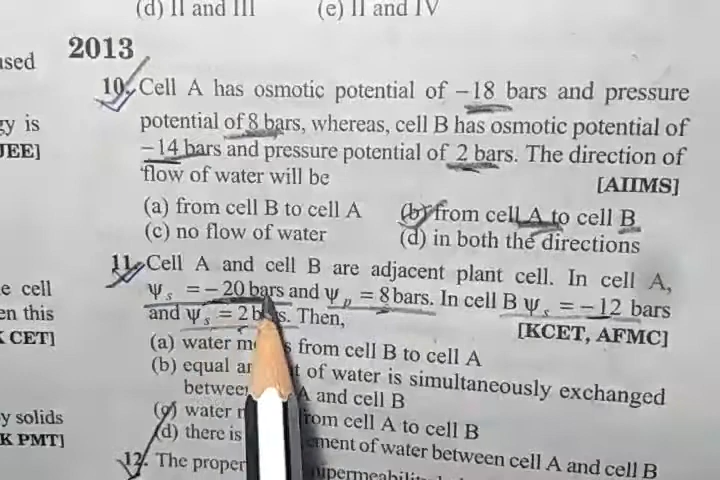 (d) II and III (e) II and IV
2013
10. Cell A has osmotic potential of −18 bars and pressure
potential of 8 bars, whereas, cell B has osmotic potential of
−14 bars and pressure potential of 2 bars. The direction of
flow of water will be [AIIMS]
(a) from cell B to cell A (b) from cell A to cell B
(c) no flow of water (d) in both the directions
11. Cell A and cell B are adjacent plant cell. In cell A,
ψs = − 20 bars and ψp = 8 bars. In cell B ψs = − 12 bars
and ψs = 2 Then, [KCET, AFMC]
(a) water from cell B to cell A
(b) equal of water is simultaneously exchanged
A and cell B
(c) water from cell A to cell B
(d) there is of water between cell A and cell B
12. The
gy is
JEE]
e cell
en this
CET]
y solids
K PMT]